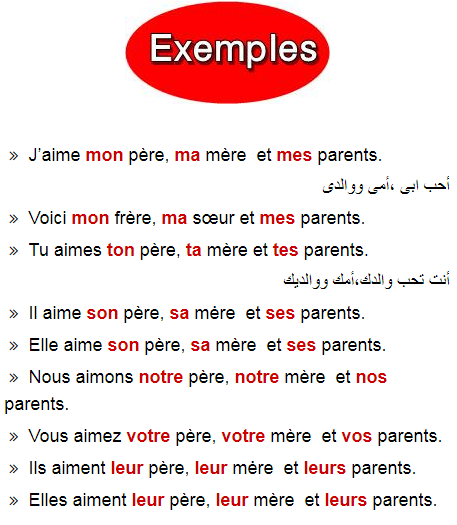 Exemples
» J'aime mon père, ma mère et mes parents.
أحب ابى ،أمى ووالدى
» Voici mon frère, ma sœur et mes parents.
» Tu aimes ton père, ta mère et tes parents.
أنت تحب والدك،أمك ووالديك
» Il aime son père, sa mére et ses parents.
» Elle aime son père, sa mère et ses parents.
» Nous aimons notre père, notre mère et nos
parents.
» Vous aimez votre père, votre mère et vos parents.
» Ils aiment leur père, leur mére et leurs parents.
» Elles aiment leur père, leur mère et leurs parents.